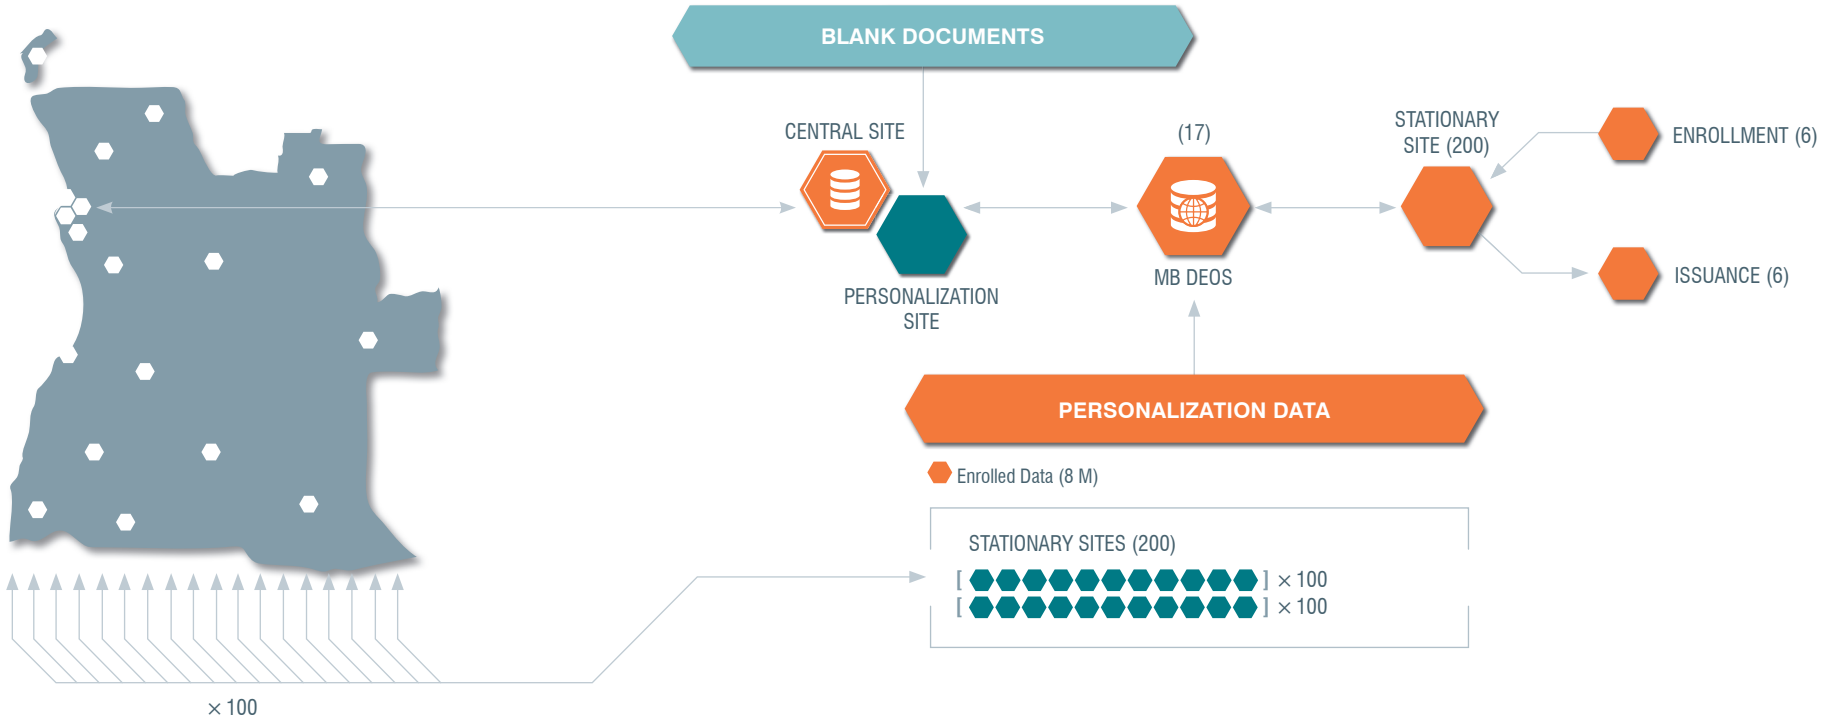 BLANK DOCUMENTS
CENTRAL SITE
(17)
STATIONARY
SITE (200)
ENROLLMENT (6)
MB DEOS
ISSUANCE (6)
PERSONALIZATION
SITE
PERSONALIZATION DATA
Enrolled Data (8 M)
STATIONARY SITES (200)
[ ] × 100
[ ] × 100
× 100